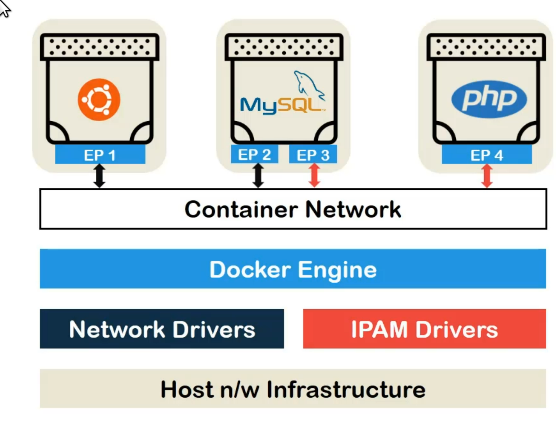 MySQL
php
EP 1
EP 2
EP 3
EP 4
Container Network
Docker Engine
Network Drivers
IPAM Drivers
Host n/w Infrastructure